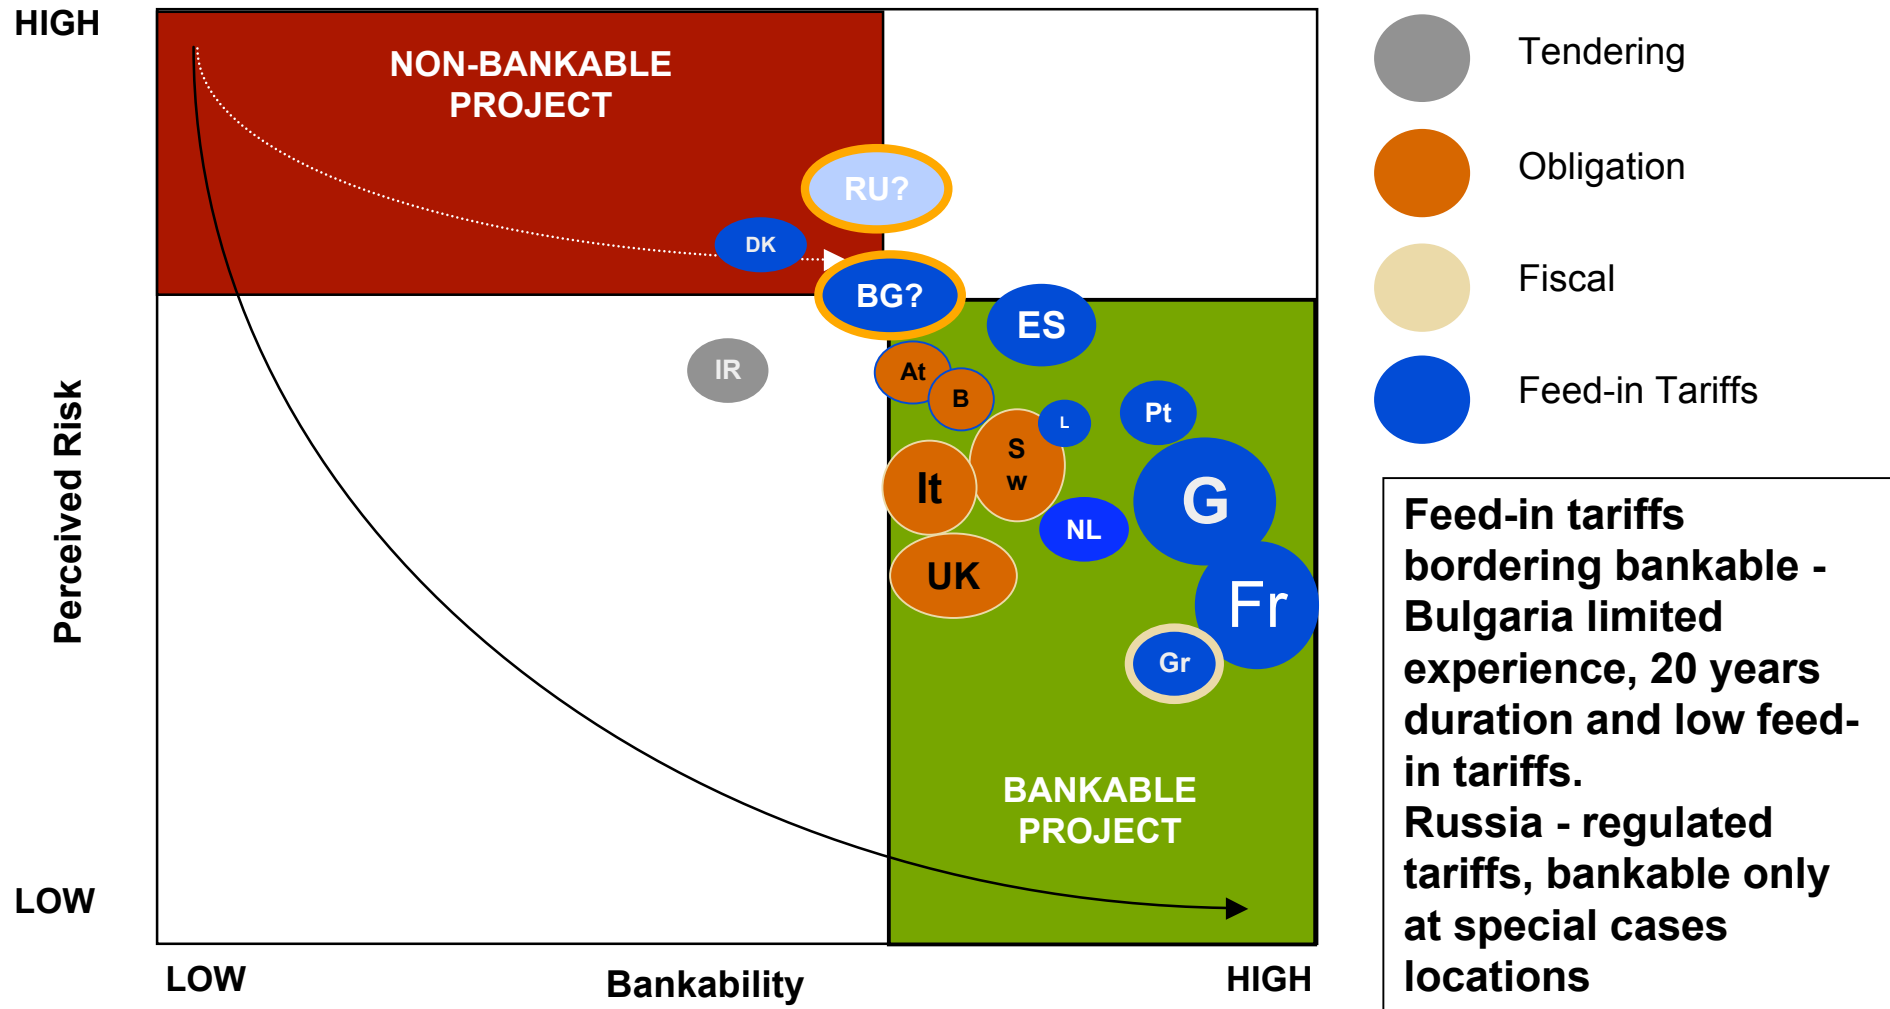 HIGH
NON-BANKABLE
PROJECT
RU?
DK
BG?
ES
IR
At
B
L
Pt
S
w
It
G
NL
UK
Fr
Gr
BANKABLE
PROJECT
Perceived Risk
LOW
LOW
Bankability
HIGH
Tendering
Obligation
Fiscal
Feed-in Tariffs
Feed-in tariffs
bordering bankable -
Bulgaria limited
experience, 20 years
duration and low feed-
in tariffs.
Russia - regulated
tariffs, bankable only
at special cases
locations